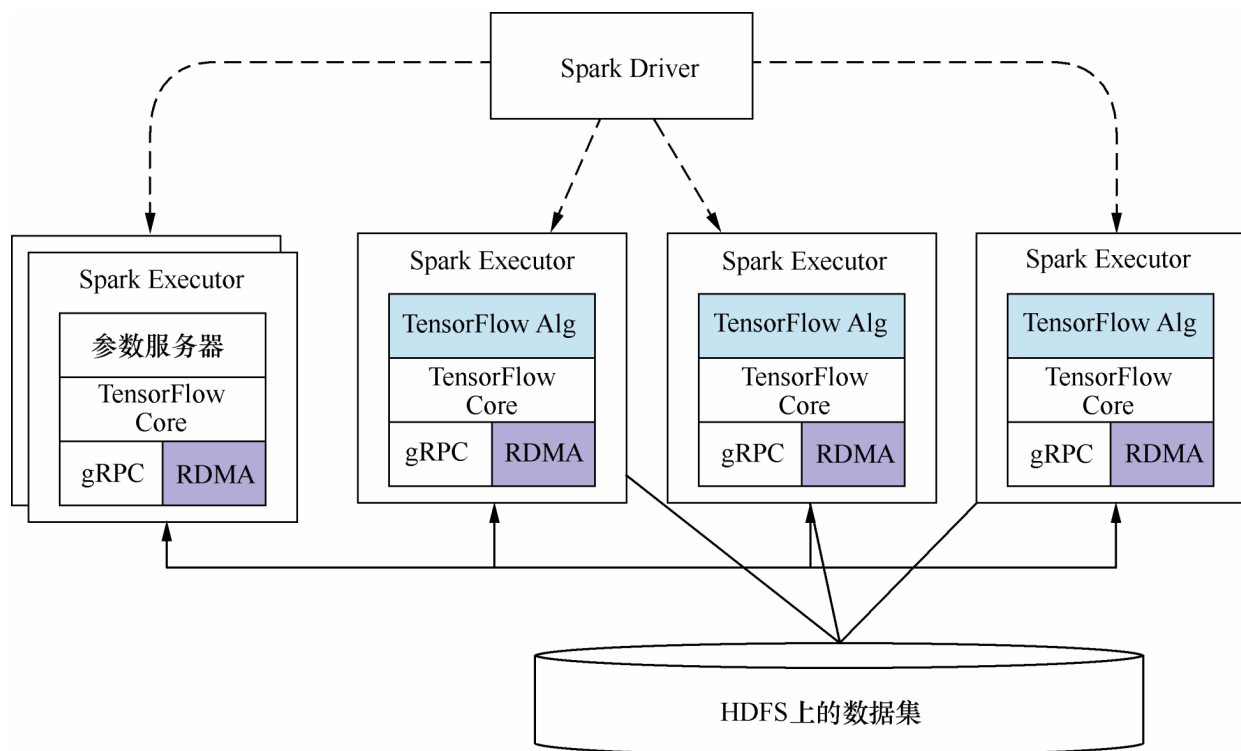 Spark Driver
Spark Executor
参数服务器
TensorFlow
Core
gRPC
RDMA
Spark Executor
TensorFlow Alg
TensorFlow
Core
gRPC
RDMA
Spark Executor
TensorFlow Alg
TensorFlow
Core
gRPC
RDMA
Spark Executor
TensorFlow Alg
TensorFlow
Core
gRPC
RDMA
HDFS上的数据集